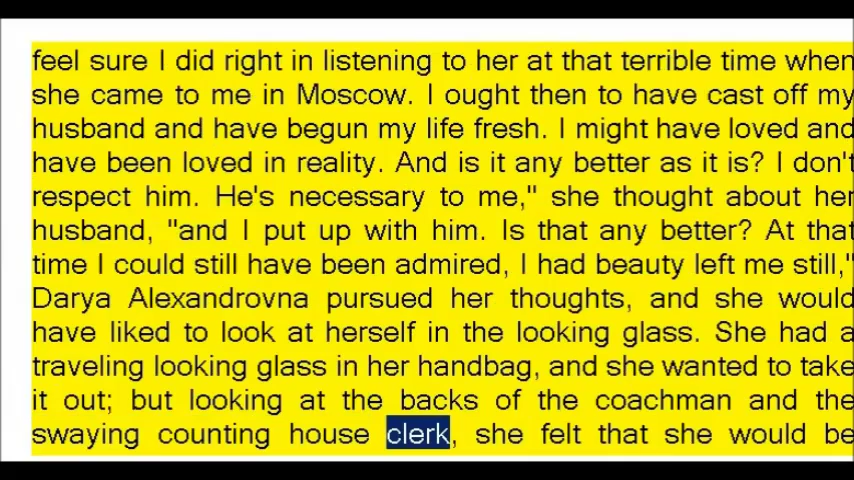 feel sure I did right in listening to her at that terrible time when
she came to me in Moscow. I ought then to have cast off my
husband and have begun my life fresh. I might have loved and
have been loved in reality. And is it any better as it is? I don't
respect him. He's necessary to me," she thought about her
husband, "and I put up with him. Is that any better? At that
time I could still have been admired, I had beauty left me still,"
Darya Alexandrovna pursued her thoughts, and she would
have liked to look at herself in the looking glass. She had a
traveling looking glass in her handbag, and she wanted to take
it out; but looking at the backs of the coachman and the
swaying counting house clerk, she felt that she would be